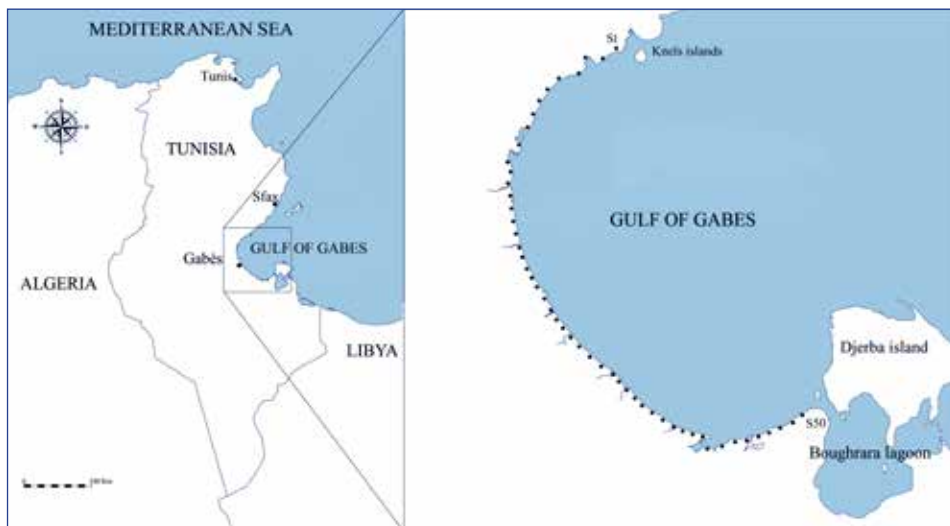 MEDITERRANEAN SEA
Tunis
TUNISIA
Sfax
GULF OF GABES
Gabès
ALGERIA
LIBYA
S1
Kneïs islands
GULF OF GABES
Djerba island
S50
Boughrara lagoon